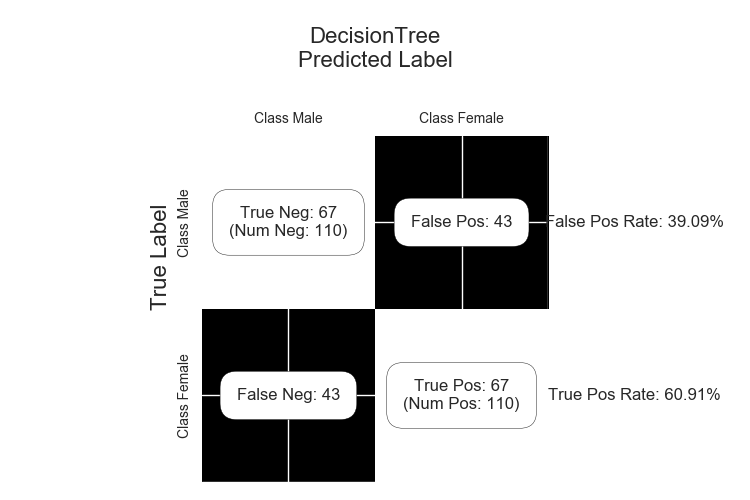 DecisionTree
Predicted Label
Class Male
Class Female
True Label
Class Male
True Neg: 67
(Num Neg: 110)
False Pos: 43
False Pos Rate: 39.09%
Class Female
False Neg: 43
True Pos: 67
(Num Pos: 110)
True Pos Rate: 60.91%